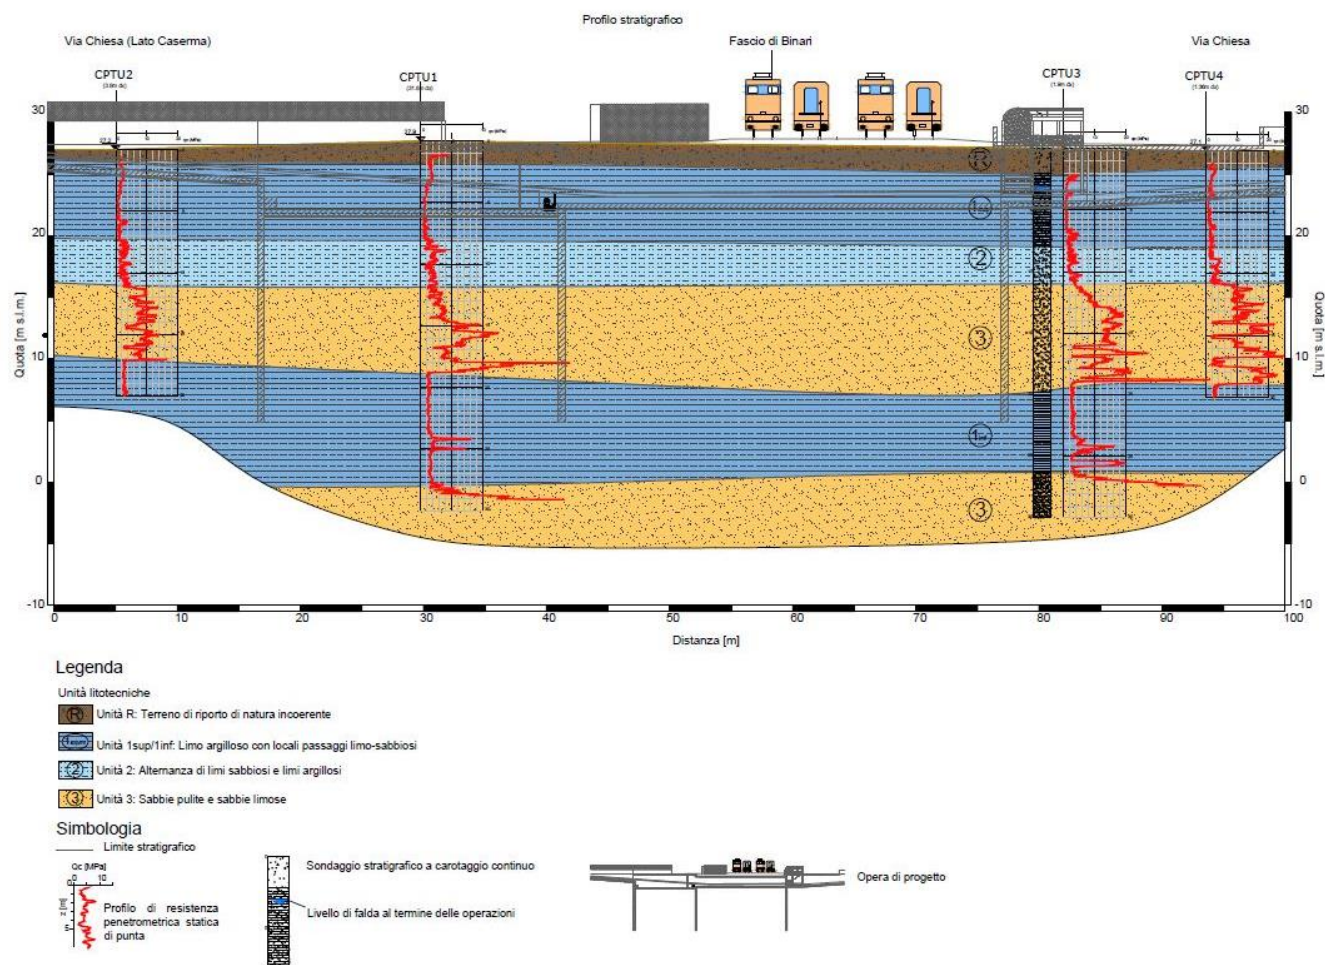 Profilo stratigrafico
Via Chiesa (Lato Caserma)
Fascio di Binari
Via Chiesa
CPTU2
CPTU1
CPTU3
CPTU4
30
30
R
20
20
2
3
10
10
Quota [m s.l.m.]
Quota [m s.l.m.]
0
0
3
-10
-10
0 10 20 30 40 50 60 70 80 90 100
Distanza [m]
Legenda
Unità litotecniche
R Unità R: Terreno di riporto di natura incoerente
Unità 1sup/1inf: Limo argilloso con locali passaggi limo-sabbiosi
2 Unità 2: Alternanza di limi sabbiosi e limi argillosi
3 Unità 3: Sabbie pulite e sabbie limose
Simbologia
Limite stratigrafico
Qc [MPa]
0 10
0
z [m]
5
Profilo di resistenza
penetrometrica statica
di punta
Sondaggio stratigrafico a carotaggio continuo
Livello di falda al termine delle operazioni
Opera di progetto